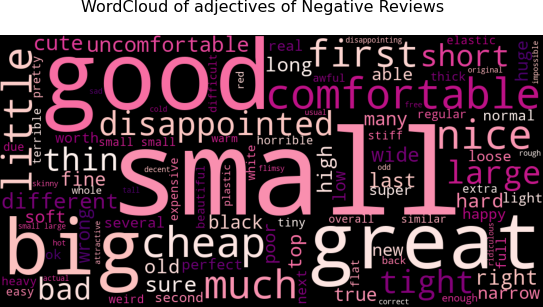 WordCloud of adjectives of Negative Reviews
cute uncomfortable real disappointing elastic
good first short huge impossible
little pretty terrible difficult red long able awful thick original
sad cold comfortable free
disappointed many regular normal
due worth small small warm horrible usual stiff nice
thin decent small high wide loose rough
skinny fine whole expensive beautiful plastic white flimsy low last odd super large
different tall extra light
soft several black tiny overall similar hard happy
big small large wrong attractive cheap poor top great new ridiculous full
hot ok old perfect back tight right
heavy bad actual sure much next flat
easy weird second true correct enough narrow